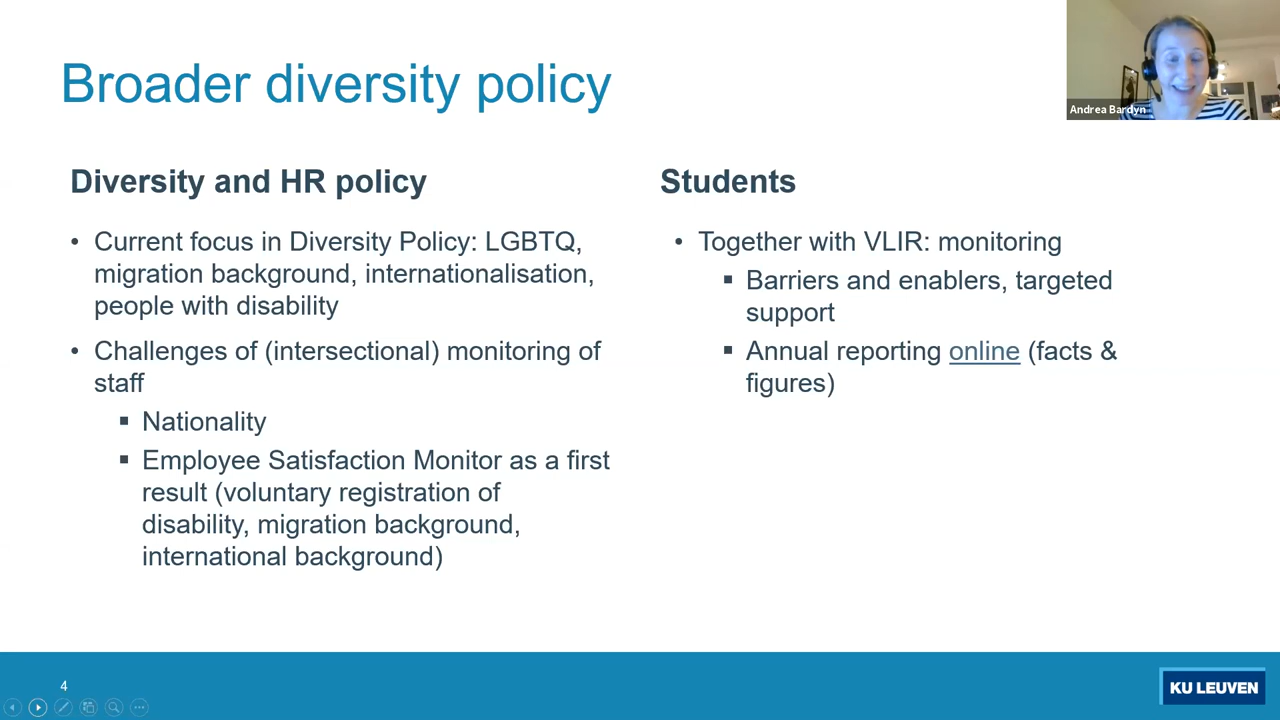 Broader diversity policy
Andrea Bardyn
Diversity and HR policy
• Current focus in Diversity Policy: LGBTQ,
migration background, internationalisation,
people with disability
• Challenges of (intersectional) monitoring of
staff
▪ Nationality
▪ Employee Satisfaction Monitor as a first
result (voluntary registration of
disability, migration background,
international background)
Students
• Together with VLIR: monitoring
▪ Barriers and enablers, targeted
support
▪ Annual reporting online (facts &
figures)
4
KU LEUVEN